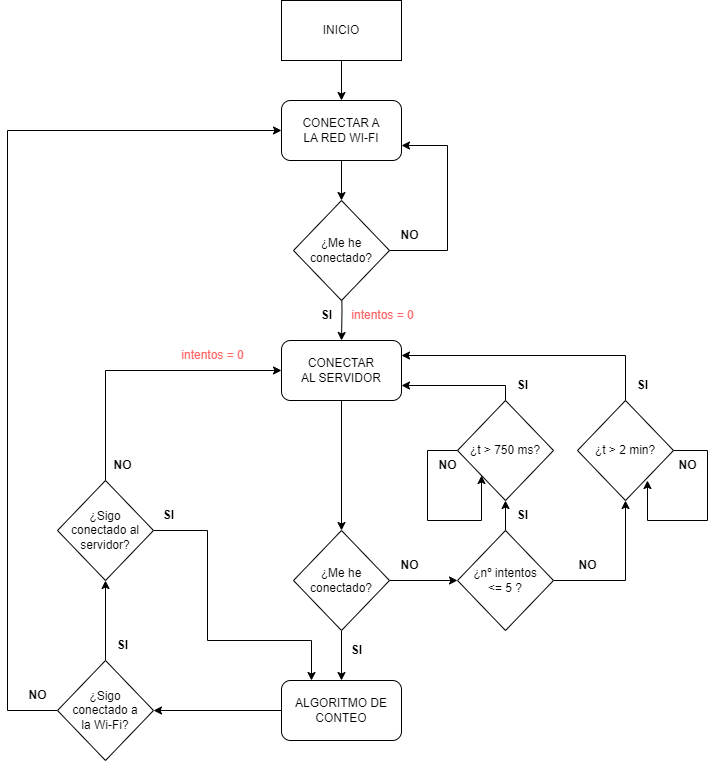 INICIO
CONECTAR A
LA RED WI-FI
¿Me he
conectado?
NO
SI
intentos = 0
intentos = 0
CONECTAR
AL SERVIDOR
SI
SI
¿t > 750 ms?
¿t > 2 min?
NO
NO
NO
¿Sigo
conectado al
servidor?
SI
SI
¿Me he
conectado?
NO
¿nº intentos
<= 5 ?
NO
SI
SI
NO
¿Sigo
conectado a
la Wi-Fi?
ALGORITMO DE
CONTEO